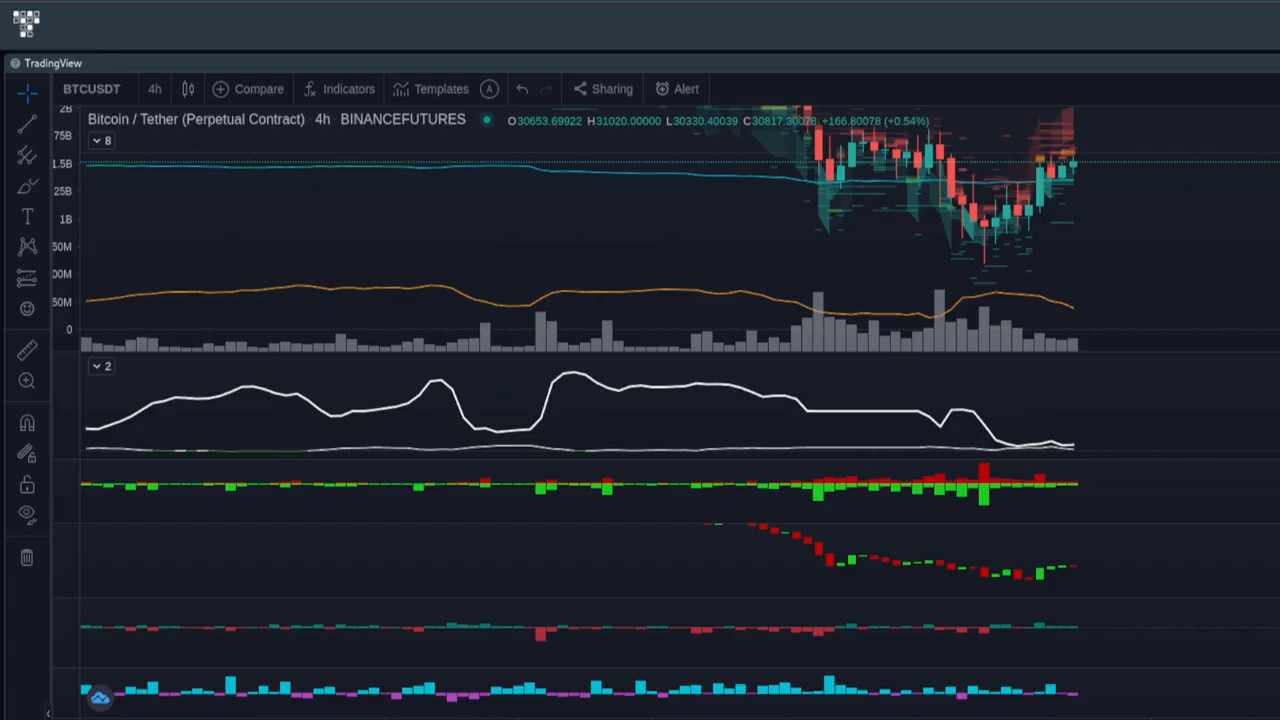 TradingView
BTCUSDT 4h Compare Indicators Templates A Sharing Alert
Bitcoin / Tether (Perpetual Contract) 4h BINANCEFUTURES O30653.69922 H31020.00000 L30330.40039 C30817.30078 +166.80078 (+0.54%)
8
2B
75B
1.5B
25B
1B
50M
00M
50M
0
2